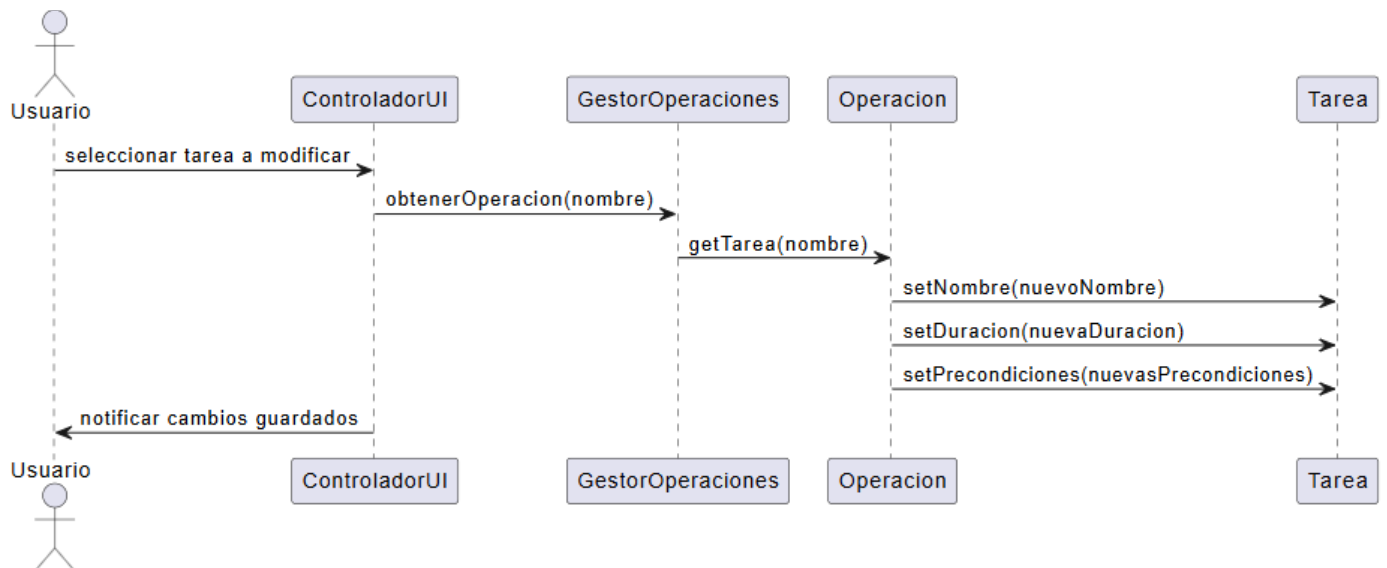 Usuario
ControladorUI
GestorOperaciones
Operacion
Tarea
seleccionar tarea a modificar
obtenerOperacion(nombre)
getTarea(nombre)
setNombre(nuevoNombre)
setDuracion(nuevaDuracion)
setPrecondiciones(nuevasPrecondiciones)
notificar cambios guardados
Usuario
ControladorUI
GestorOperaciones
Operacion
Tarea